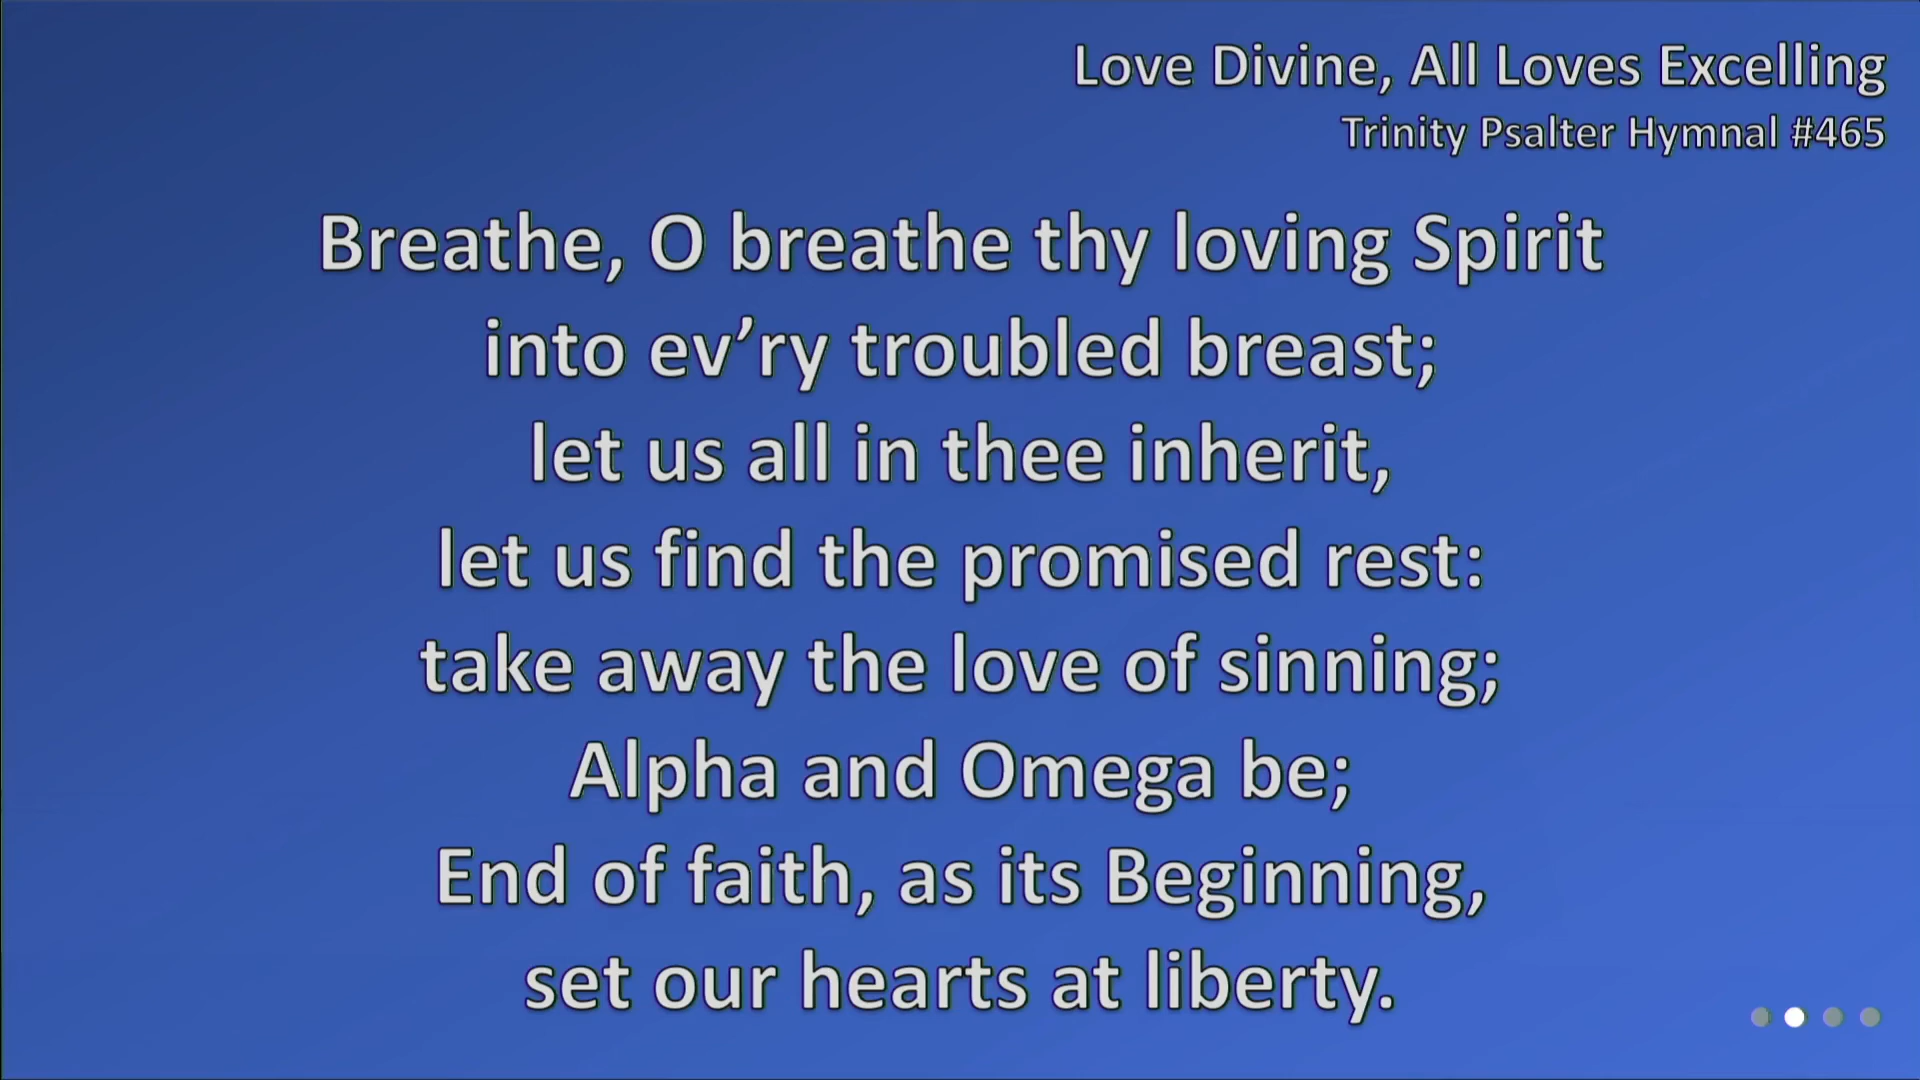 Love Divine, All Loves Excelling
Trinity Psalter Hymnal #465
Breathe, O breathe thy loving Spirit
into ev’ry troubled breast;
let us all in thee inherit,
let us find the promised rest:
take away the love of sinning;
Alpha and Omega be;
End of faith, as its Beginning,
set our hearts at liberty.